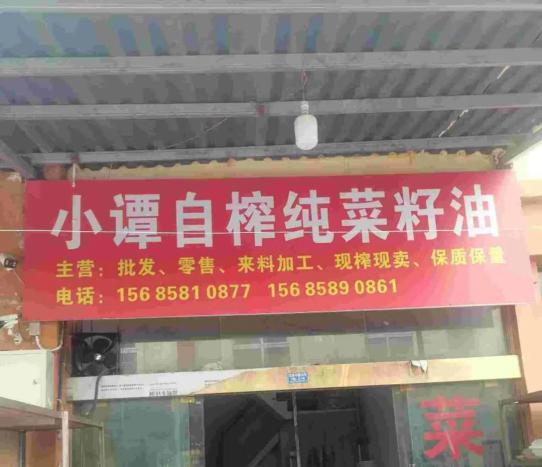 小谭自榨纯菜籽油
主营：批发、零售、来料加工、现榨现卖、保质保量
电话：156 8581 0877 156 8589 0861
菜